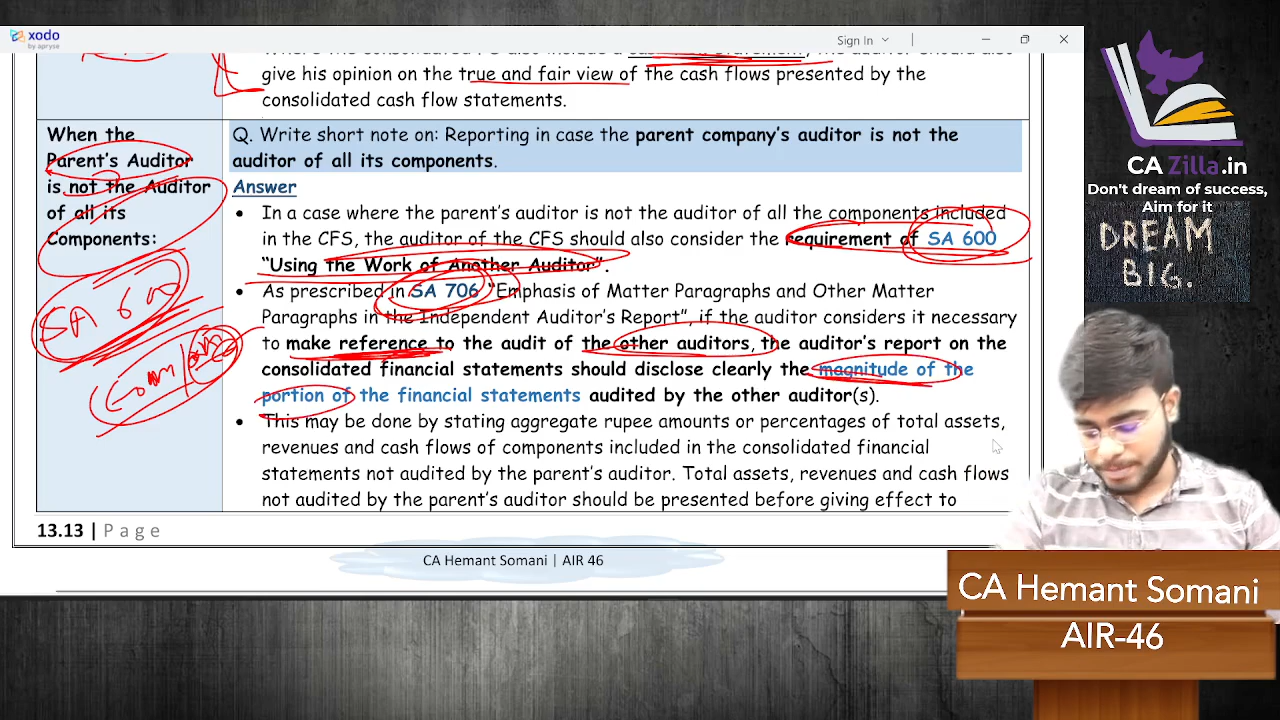 xodo
by apryse
Sign In
give his opinion on the true and fair view of the cash flows presented by the
consolidated cash flow statements.
When the
Parent's Auditor
is not the Auditor
of all its
Components:
SA 600
Q. Write short note on: Reporting in case the parent company's auditor is not the
auditor of all its components.
Answer
• In a case where the parent's auditor is not the auditor of all the components included
in the CFS, the auditor of the CFS should also consider the requirement of SA 600
"Using the Work of Another Auditor".
• As prescribed in SA 706 "Emphasis of Matter Paragraphs and Other Matter
Paragraphs in the Independent Auditor's Report", if the auditor considers it necessary
to make reference to the audit of the other auditors, the auditor's report on the
consolidated financial statements should disclose clearly the magnitude of the
portion of the financial statements audited by the other auditor(s).
• This may be done by stating aggregate rupee amounts or percentages of total assets,
revenues and cash flows of components included in the consolidated financial
statements not audited by the parent's auditor. Total assets, revenues and cash flows
not audited by the parent's auditor should be presented before giving effect to
13.13 | Page
CA Hemant Somani | AIR 46
CA Zilla.in
Don't dream of success,
Aim for it
DREAM
BIG.
CA Hemant Somani
AIR-46